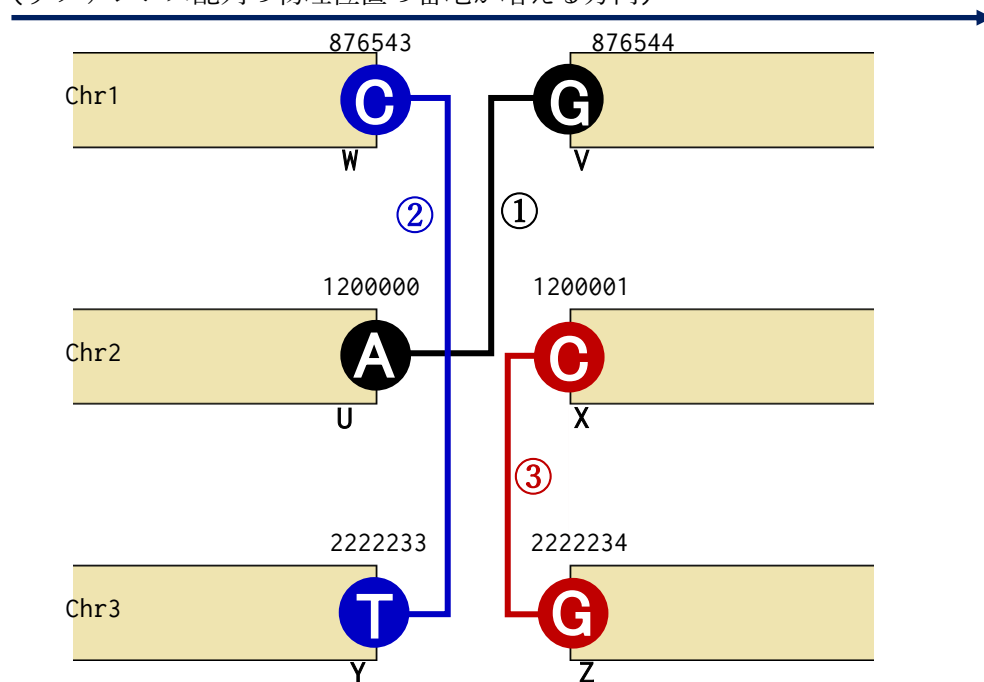 876543 876544
Chr1 C G
W V
② ①
1200000 1200001
Chr2 A C
U X
③
2222233 2222234
Chr3 T G
Y Z